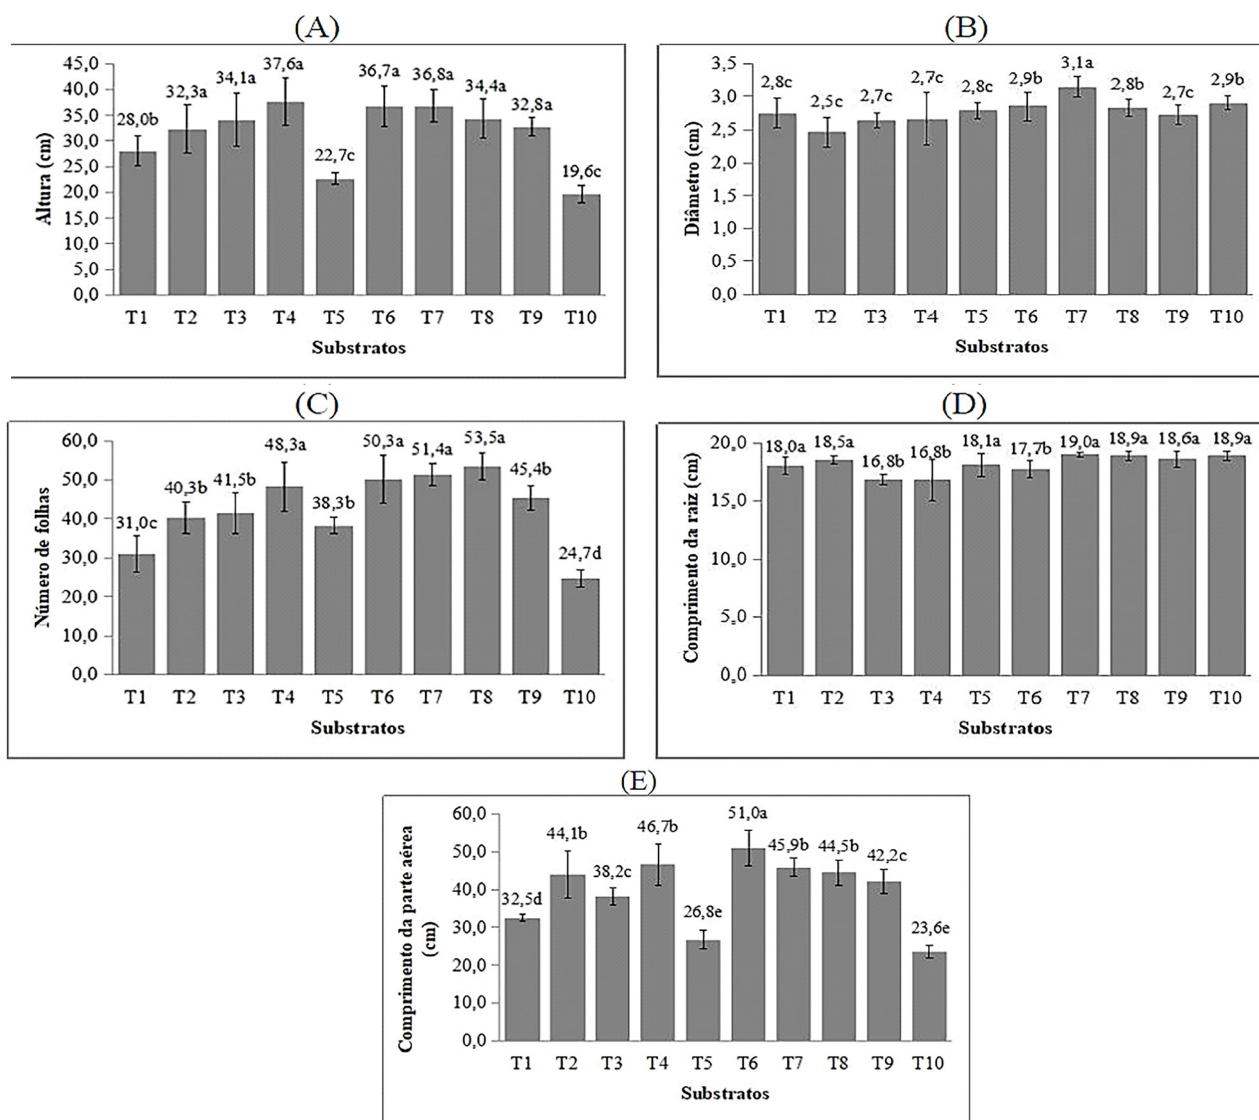 (A)
45,0
40,0
35,0
30,0
25,0
20,0
15,0
10,0
5,0
0,0
Altura (cm)
28,0b 32,3a 34,1a 37,6a 22,7c 36,7a 36,8a 34,4a 32,8a 19,6c
T1 T2 T3 T4 T5 T6 T7 T8 T9 T10
Substratos
(B)
3,5
3,0
2,5
2,0
1,5
1,0
0,5
0,0
Diâmetro (cm)
2,8c 2,5c 2,7c 2,7c 2,8c 2,9b 3,1a 2,8b 2,7c 2,9b
T1 T2 T3 T4 T5 T6 T7 T8 T9 T10
Substratos
(C)
60,0
50,0
40,0
30,0
20,0
10,0
0,0
Número de folhas
31,0c 40,3b 41,5b 48,3a 38,3b 50,3a 51,4a 53,5a 45,4b 24,7d
T1 T2 T3 T4 T5 T6 T7 T8 T9 T10
Substratos
(D)
20,0
15,0
10,0
5,0
0,0
Comprimento da raiz (cm)
18,0a 18,5a 16,8b 16,8b 18,1a 17,7b 19,0a 18,9a 18,6a 18,9a
T1 T2 T3 T4 T5 T6 T7 T8 T9 T10
Substratos
(E)
60,0
50,0
40,0
30,0
20,0
10,0
0,0
Comprimento da parte aérea
(cm)
32,5d 44,1b 38,2c 46,7b 26,8e 51,0a 45,9b 44,5b 42,2c 23,6e
T1 T2 T3 T4 T5 T6 T7 T8 T9 T10
Substratos